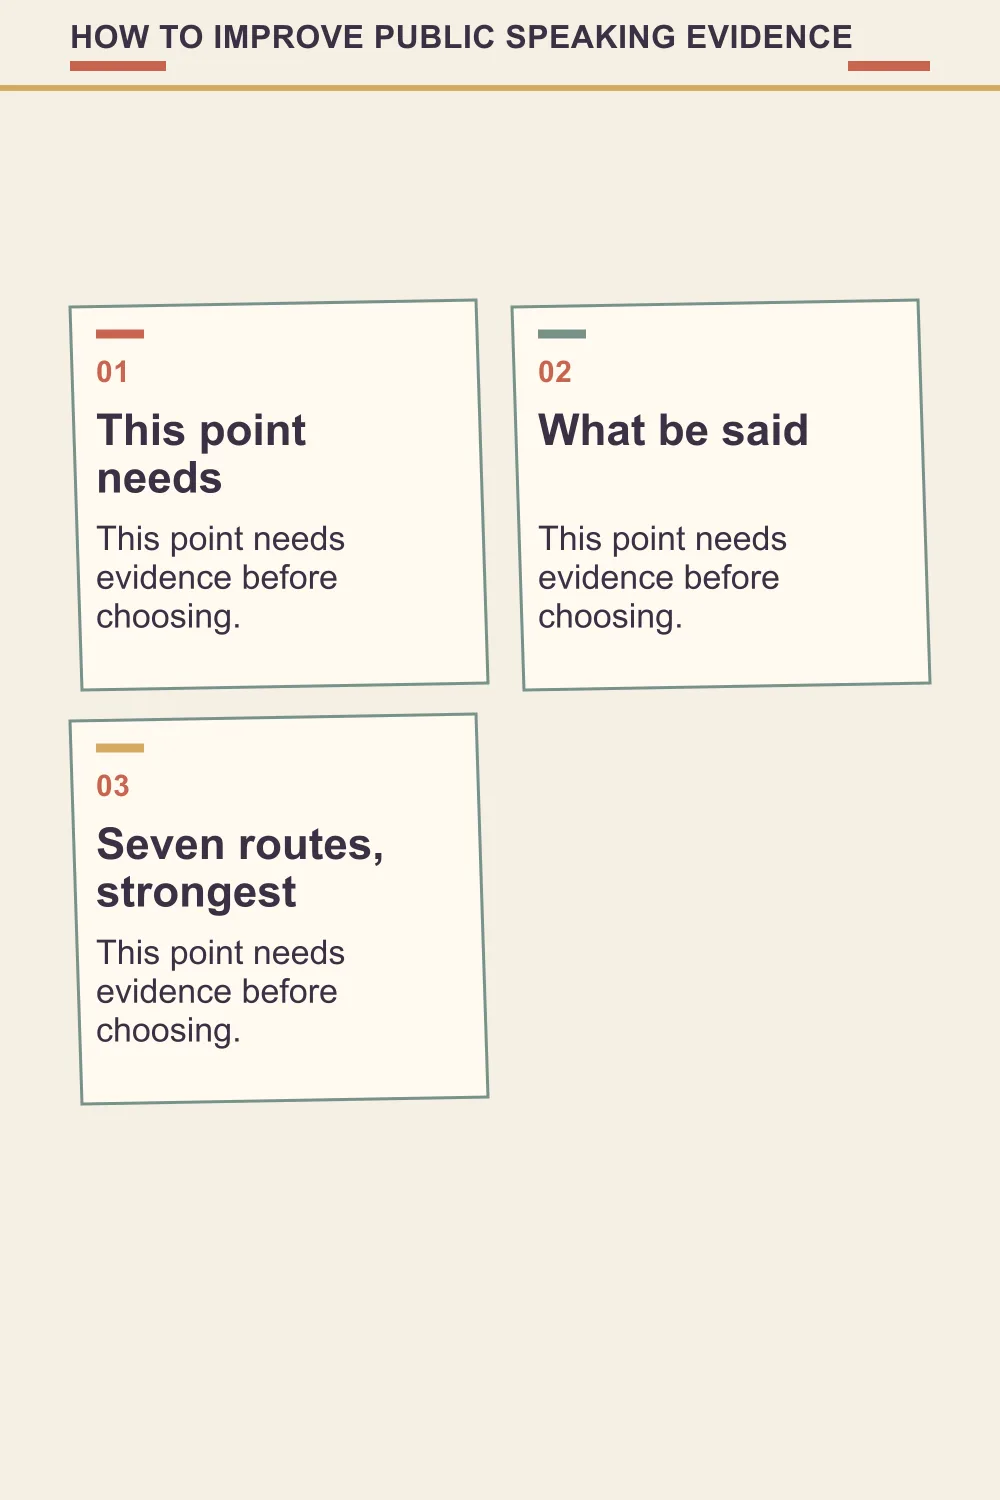 HOW TO IMPROVE PUBLIC SPEAKING EVIDENCE
01
This point
needs
This point needs
evidence before
choosing.
02
What be said
This point needs
evidence before
choosing.
03
Seven routes,
strongest
This point needs
evidence before
choosing.